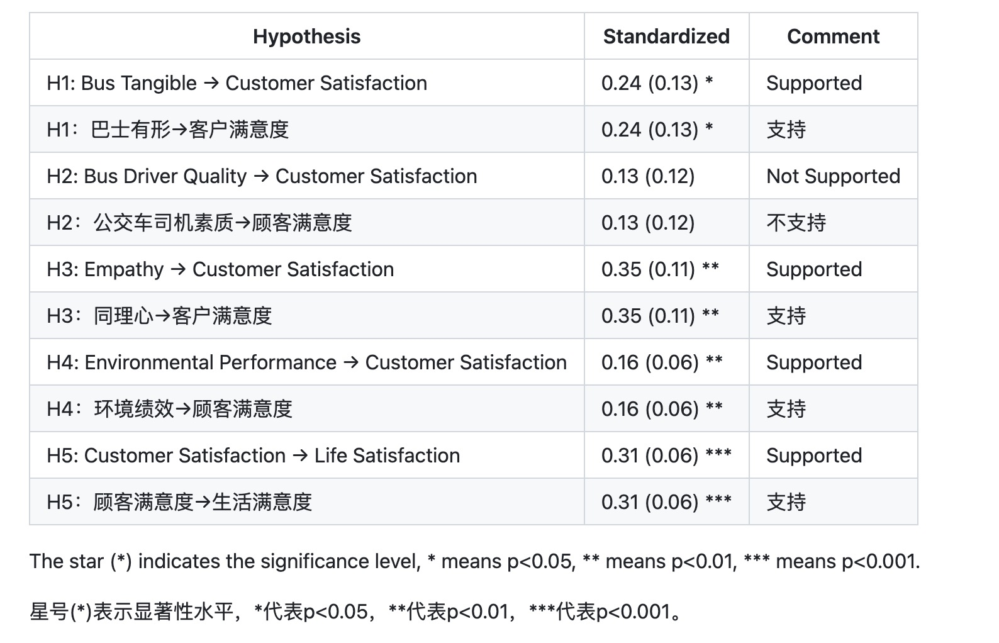 Hypothesis Standardized Comment
H1: Bus Tangible → Customer Satisfaction 0.24 (0.13) * Supported
H1：巴士有形→客户满意度 0.24 (0.13) * 支持
H2: Bus Driver Quality → Customer Satisfaction 0.13 (0.12) Not Supported
H2：公交车司机素质→顾客满意度 0.13 (0.12) 不支持
H3: Empathy → Customer Satisfaction 0.35 (0.11) ** Supported
H3：同理心→客户满意度 0.35 (0.11) ** 支持
H4: Environmental Performance → Customer Satisfaction 0.16 (0.06) ** Supported
H4：环境绩效→顾客满意度 0.16 (0.06) ** 支持
H5: Customer Satisfaction → Life Satisfaction 0.31 (0.06) *** Supported
H5：顾客满意度→生活满意度 0.31 (0.06) *** 支持
The star (*) indicates the significance level, * means p<0.05, ** means p<0.01, *** means p<0.001.
星号(*)表示显著性水平，*代表p<0.05，**代表p<0.01，***代表p<0.001。